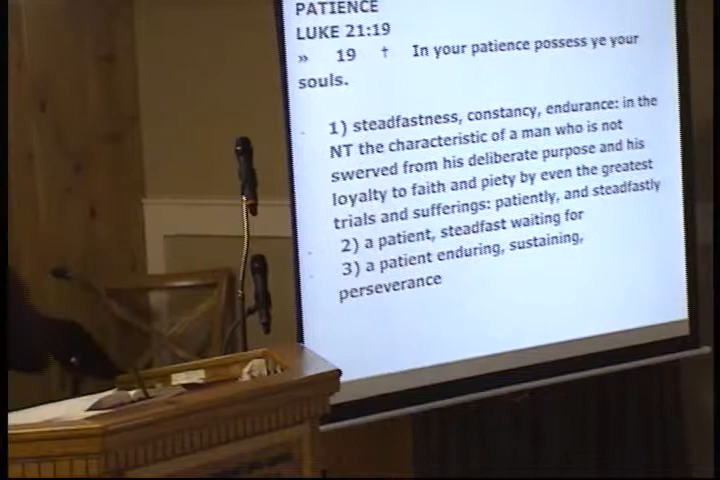 PATIENCE
LUKE 21:19
» 19 † In your patience possess ye your
souls.
1) steadfastness, constancy, endurance: in the
NT the characteristic of a man who is not
swerved from his deliberate purpose and his
loyalty to faith and piety by even the greatest
trials and sufferings: patiently, and steadfastly
2) a patient, steadfast waiting for
3) a patient enduring, sustaining,
perseverance